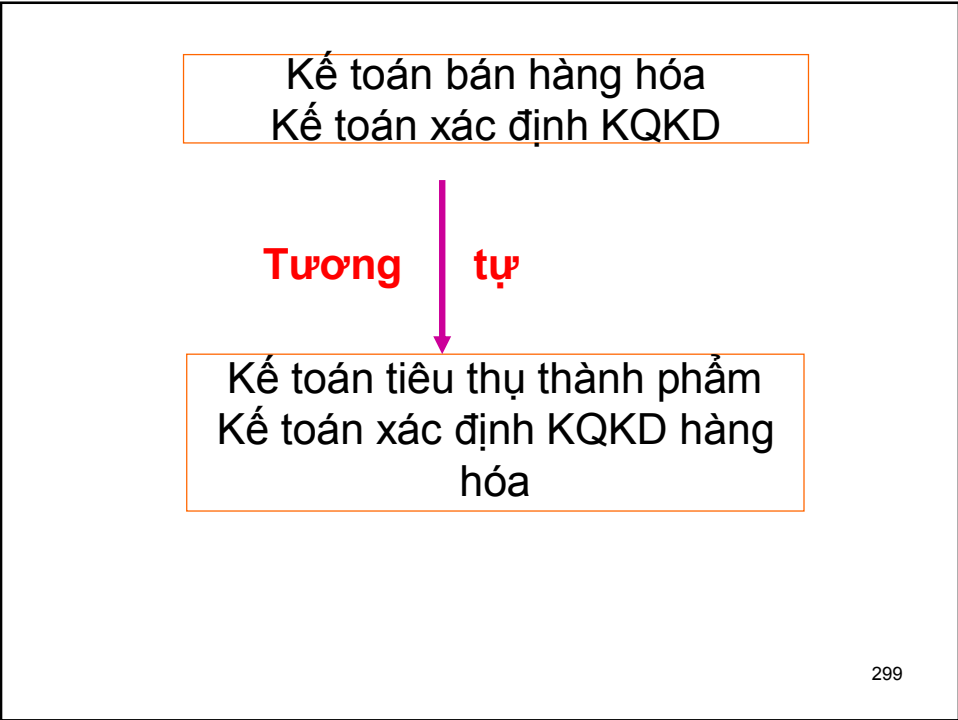 Kế toán bán hàng hóa
Kế toán xác định KQKD
Tương tự
Kế toán tiêu thụ thành phẩm
Kế toán xác định KQKD hàng
hóa
299